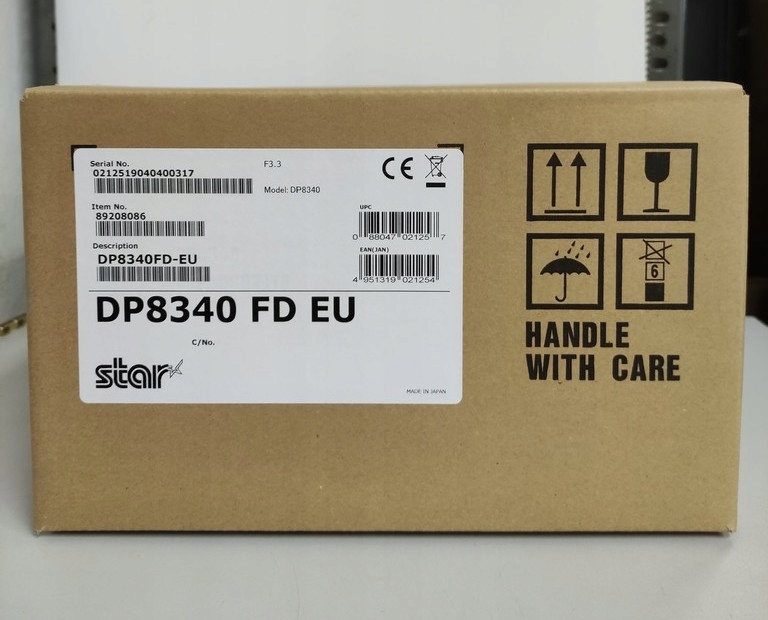 Serial No.
0212519040400317
F3.3
Model: DP8340
CE
Item No.
89208086
UPC
0 88047 02125 7
Description
DP8340FD-EU
EAN(JAN)
4 951319 021254
DP8340 FD EU
C/No.
star
MADE IN JAPAN
6
HANDLE
WITH CARE